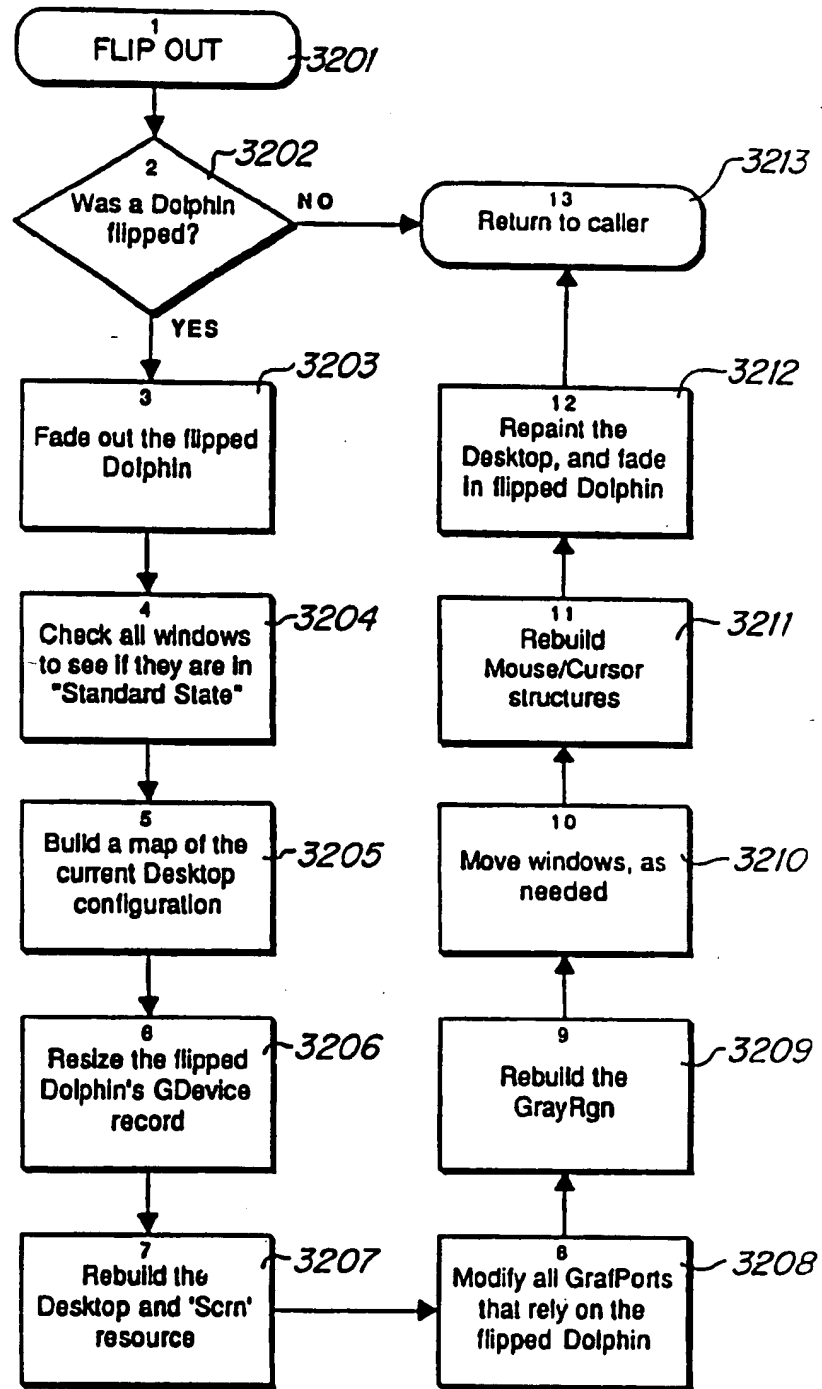 1
FLIP OUT
3201
2
Was a Dolphin
flipped?
3202
NO
YES
13
Return to caller
3213
3
Fade out the flipped
Dolphin
3203
4
Check all windows
to see if they are in
"Standard State"
3204
5
Build a map of the
current Desktop
configuration
3205
6
Resize the flipped
Dolphin's GDevice
record
3206
7
Rebuild the
Desktop and 'Scrn'
resource
3207
8
Modify all GrafPorts
that rely on the
flipped Dolphin
3208
9
Rebuild the
GrayRgn
3209
10
Move windows, as
needed
3210
11
Rebuild
Mouse/Cursor
structures
3211
12
Repaint the
Desktop, and fade
in flipped Dolphin
3212